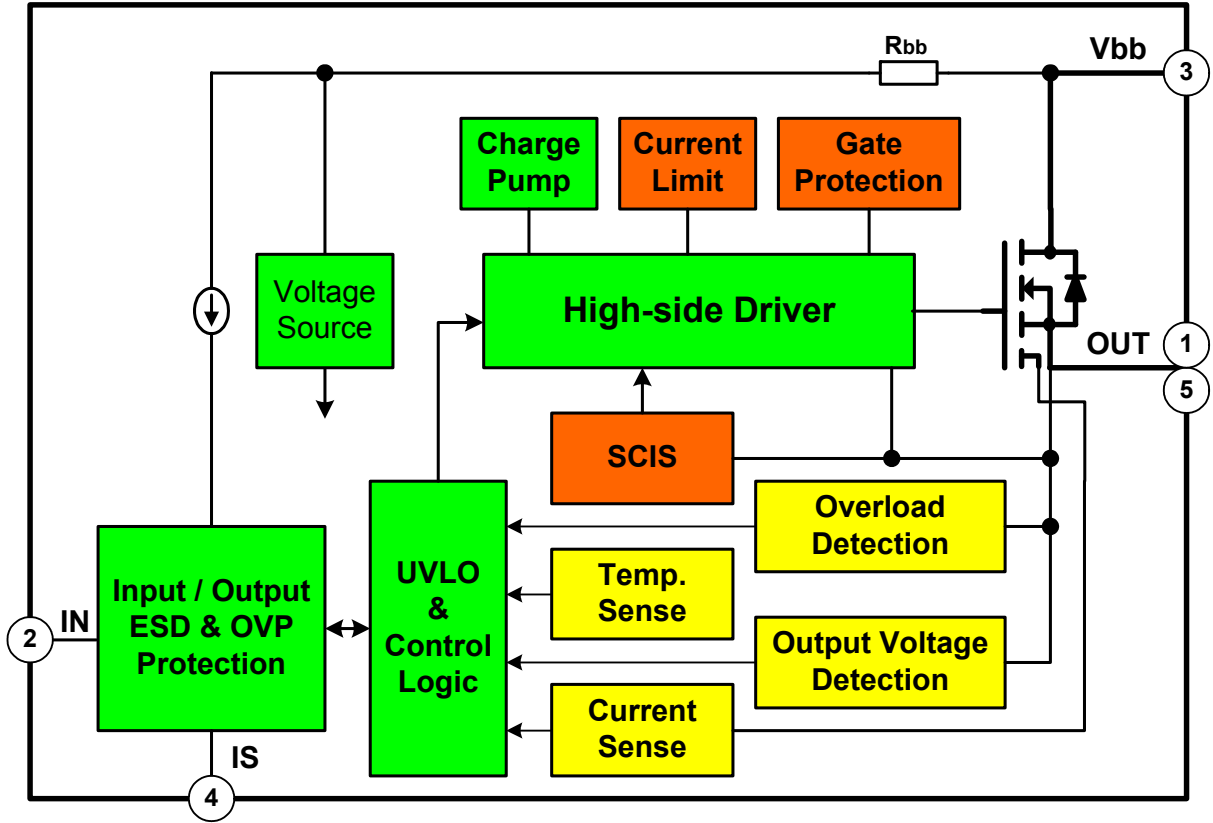 Rbb
Vbb
3
Charge
Pump
Current
Limit
Gate
Protection
Voltage
Source
High-side Driver
OUT
1
5
SCIS
Overload
Detection
UVLO
&
Control
Logic
Temp.
Sense
Input / Output
ESD & OVP
Protection
IN
2
Output Voltage
Detection
Current
Sense
IS
4